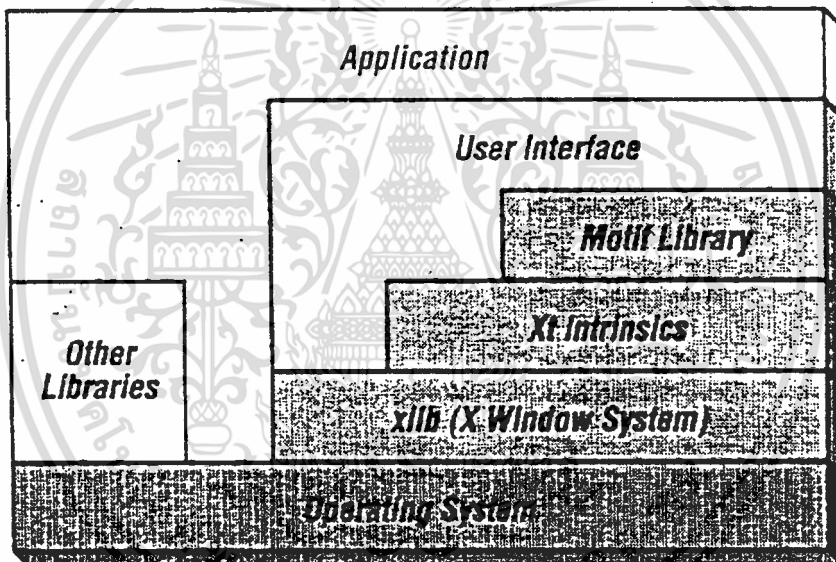 Application
User Interface
Motif Library
Xt Intrinsics
Other
Libraries
xlib (X Window System)
Operating System